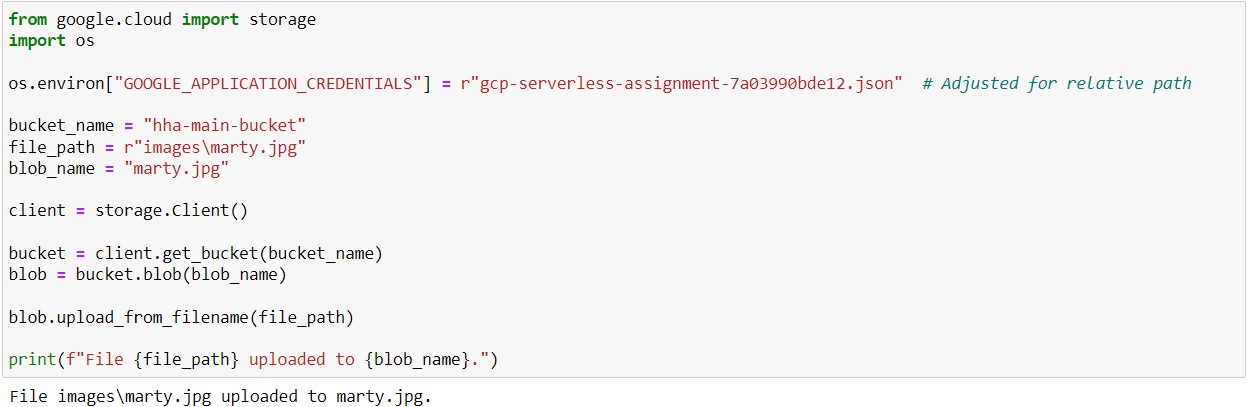 from google.cloud import storage
import os
os.environ["GOOGLE_APPLICATION_CREDENTIALS"] = r"gcp-serverless-assignment-7a03990bde12.json"  # Adjusted for relative path
bucket_name = "hha-main-bucket"
file_path = r"images\marty.jpg"
blob_name = "marty.jpg"
client = storage.Client()
bucket = client.get_bucket(bucket_name)
blob = bucket.blob(blob_name)
blob.upload_from_filename(file_path)
print(f"File {file_path} uploaded to {blob_name}.")
File images\marty.jpg uploaded to marty.jpg.